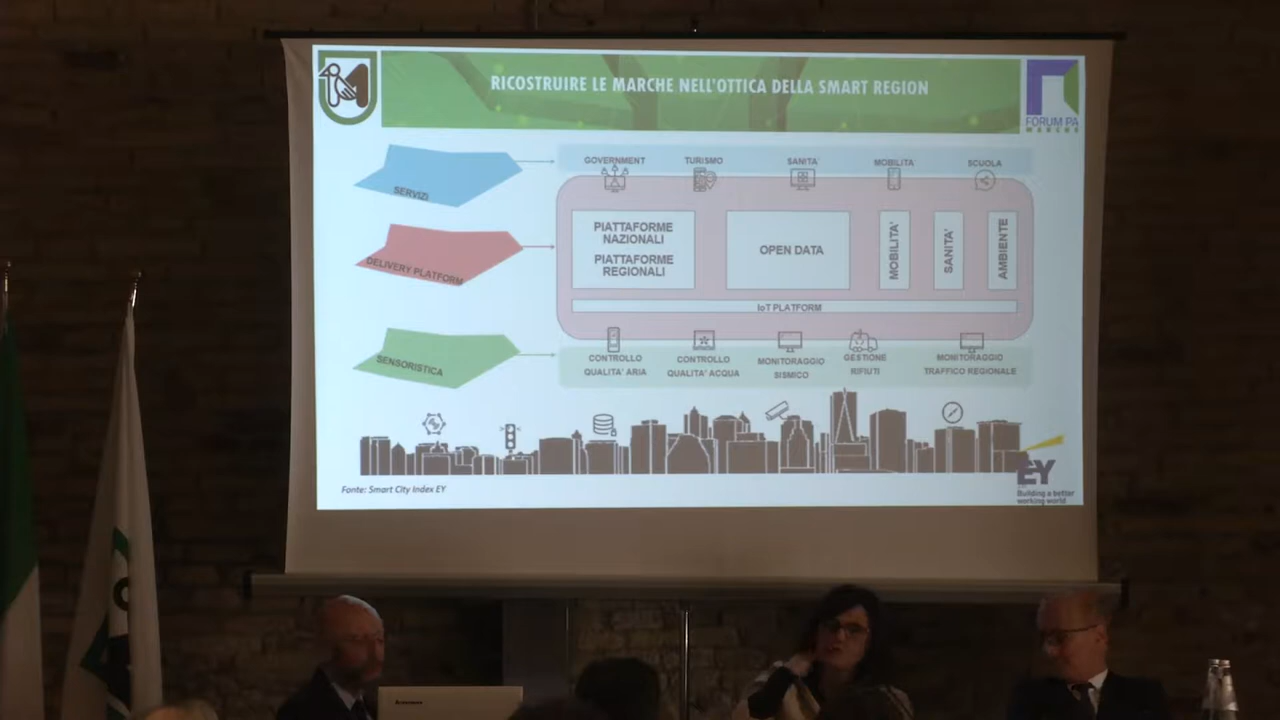 RICOSTRUIRE LE MARCHE NELL'OTTICA DELLA SMART REGION
FORUM PA
MARCHE
SERVIZI
GOVERNMENT
TURISMO
SANITA'
MOBILITA'
SCUOLA
DELIVERY PLATFORM
PIATTAFORME
NAZIONALI
PIATTAFORME
REGIONALI
OPEN DATA
MOBILITA'
SANITA'
AMBIENTE
IoT PLATFORM
SENSORISTICA
CONTROLLO
QUALITA' ARIA
CONTROLLO
QUALITA' ACQUA
MONITORAGGIO
SISMICO
GESTIONE
RIFIUTI
MONITORAGGIO
TRAFFICO REGIONALE
Fonte: Smart City Index EY
EY
Building a better
working world
Lenovo